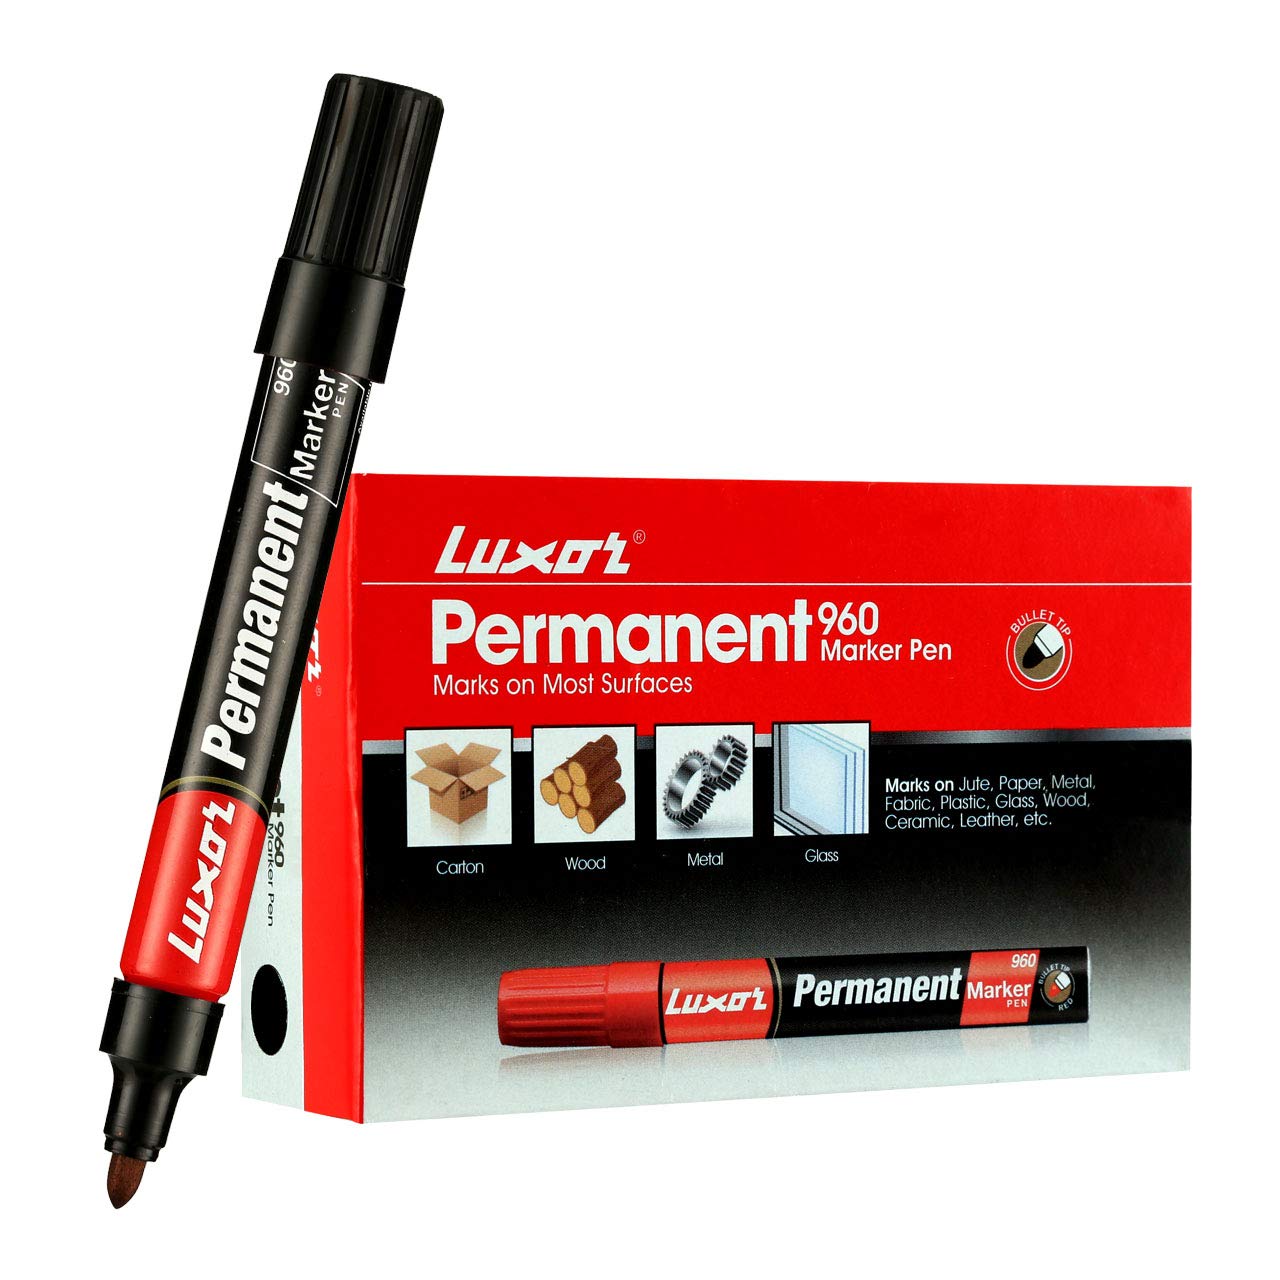 960
Marker
PEN
Permanent
Luxor
Luxor®
Permanent 960
Marker Pen
Marks on Most Surfaces
BULLET TIP
Carton
Wood
Metal
Glass
Marks on Jute, Paper, Metal,
Fabric, Plastic, Glass, Wood,
Ceramic, Leather, etc.
Luxor
Permanent
960
Marker
PEN
BULLET TIP
RED
960
Marker Pen